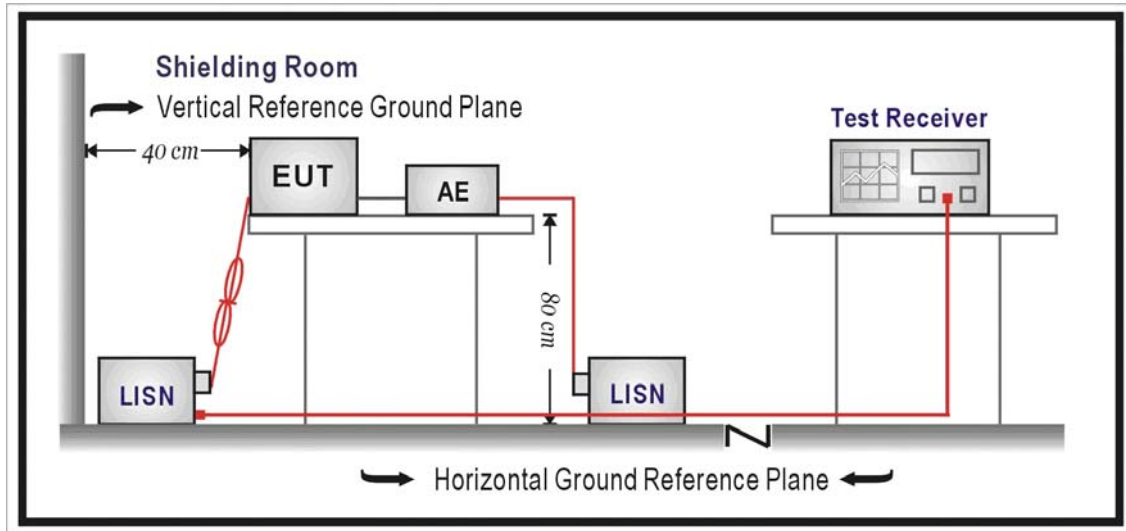 Shielding Room
Vertical Reference Ground Plane
Test Receiver
40 cm
EUT
AE
80 cm
LISN
LISN
Horizontal Ground Reference Plane